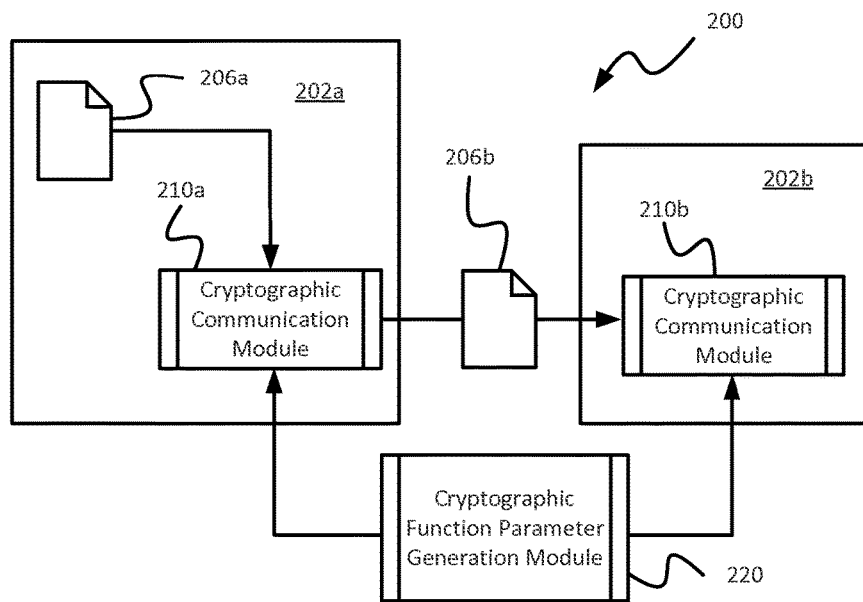 200
206a
202a
206b
202b
210a
210b
Cryptographic
Communication
Module
Cryptographic
Communication
Module
Cryptographic
Function Parameter
Generation Module
220